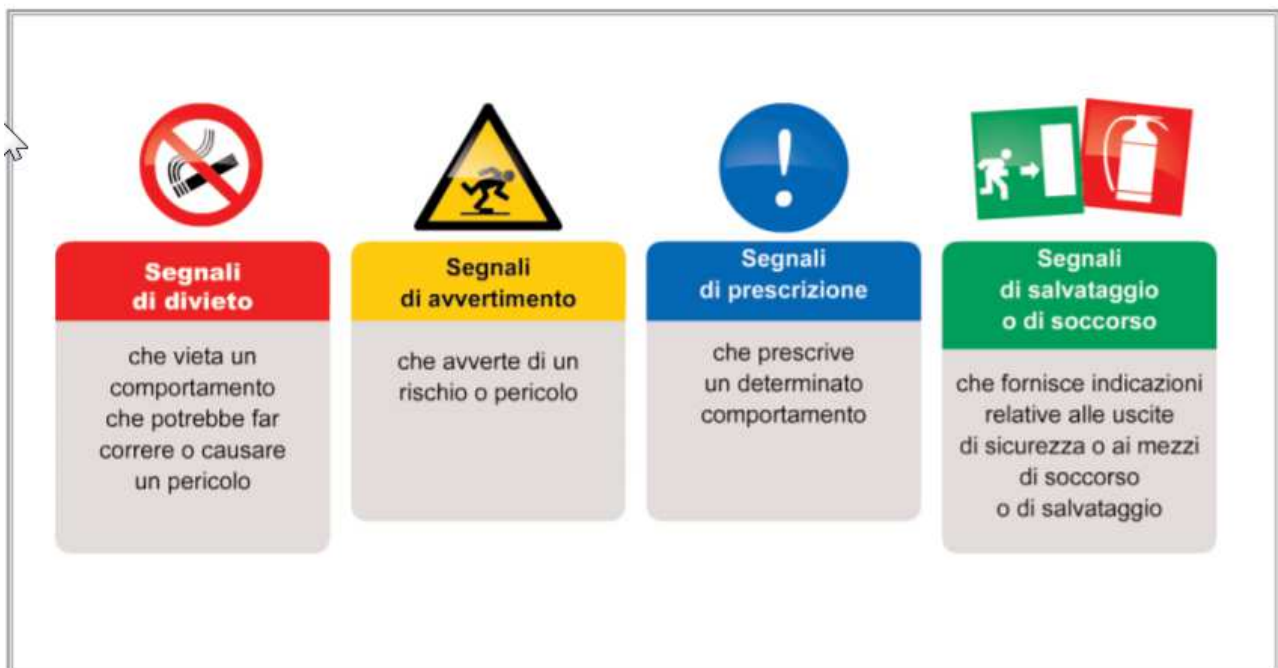 Segnali
di divieto
che vieta un
comportamento
che potrebbe far
correre o causare
un pericolo
Segnali
di avvertimento
che avverte di un
rischio o pericolo
Segnali
di prescrizione
che prescrive
un determinato
comportamento
Segnali
di salvataggio
o di soccorso
che fornisce indicazioni
relative alle uscite
di sicurezza o ai mezzi
di soccorso
o di salvataggio